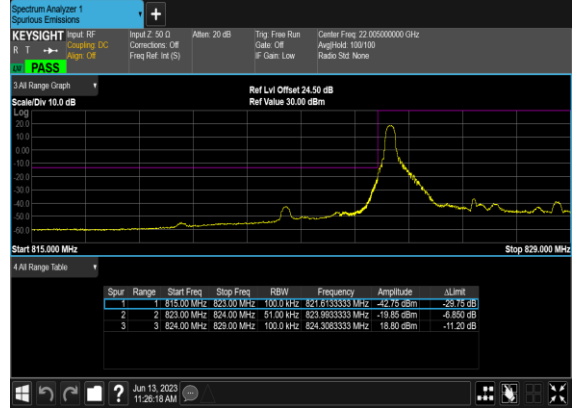 Spectrum Analyzer 1
Spurious Emissions
KEYSIGHT Input: RF Input Z: 50 Ω Atten: 20 dB Trig: Free Run Center Freq: 22.005000000 GHz
R T Coupling: DC Corrections: Off Gate: Off Avg|Hold: 100/100
Align: Off Freq Ref: Int (S) IF Gain: Low Radio Std: None
PASS
3 All Range Graph
Ref Lvl Offset 24.50 dB
Scale/Div 10.0 dB Ref Value 30.00 dBm
Log
20.0
10.0
0.00
-10.0
-20.0
-30.0
-40.0
-50.0
-60.0
Start 815.000 MHz Stop 829.000 MHz
4 All Range Table
Spur Range Start Freq Stop Freq RBW Frequency Amplitude ΔLimit
1 1 815.00 MHz 823.00 MHz 100.0 kHz 821.6133333 MHz -42.75 dBm -29.75 dB
2 2 823.00 MHz 824.00 MHz 51.00 kHz 823.9933333 MHz -19.85 dBm -6.850 dB
3 3 824.00 MHz 829.00 MHz 100.0 kHz 824.3083333 MHz 18.80 dBm -11.20 dB
Jun 13, 2023
11:26:18 AM